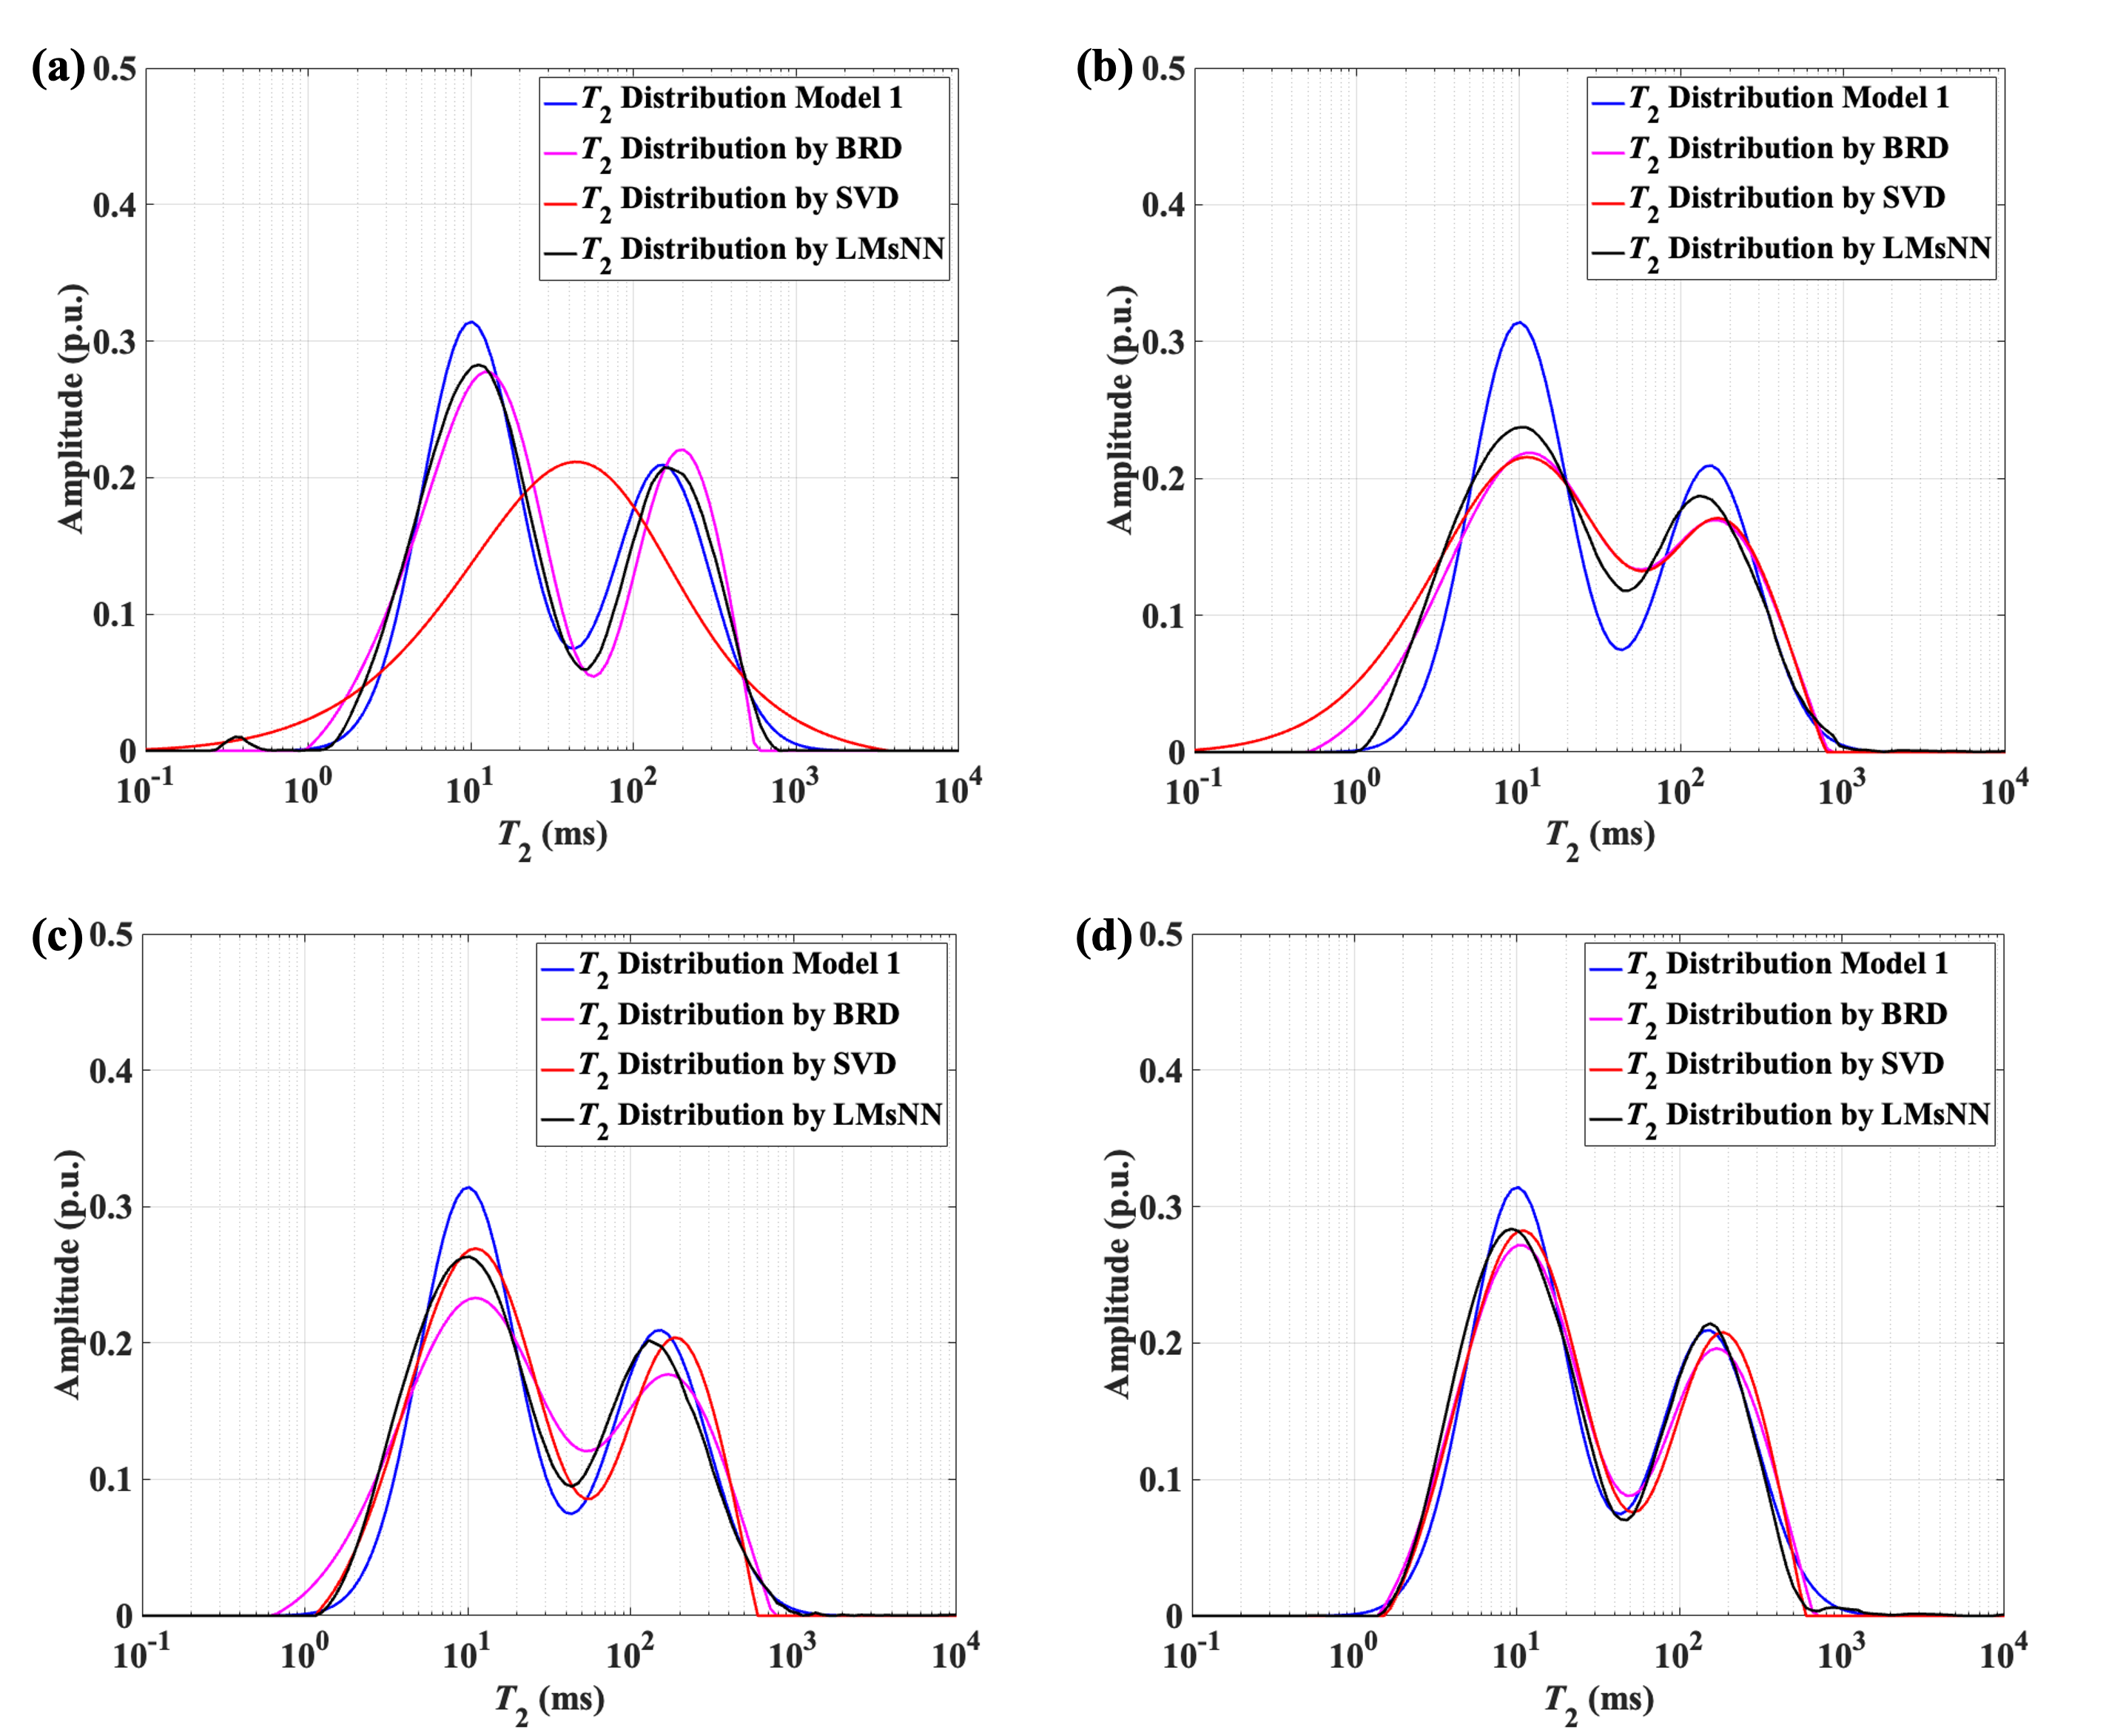 (a)
0.5
0.4
0.3
0.2
0.1
0
Amplitude (p.u.)
T2 Distribution Model 1
T2 Distribution by BRD
T2 Distribution by SVD
T2 Distribution by LMsNN
10-1 100 101 102 103 104
T2 (ms)
(b)
0.5
0.4
0.3
0.2
0.1
0
Amplitude (p.u.)
T2 Distribution Model 1
T2 Distribution by BRD
T2 Distribution by SVD
T2 Distribution by LMsNN
10-1 100 101 102 103 104
T2 (ms)
(c)
0.5
0.4
0.3
0.2
0.1
0
Amplitude (p.u.)
T2 Distribution Model 1
T2 Distribution by BRD
T2 Distribution by SVD
T2 Distribution by LMsNN
10-1 100 101 102 103 104
T2 (ms)
(d)
0.5
0.4
0.3
0.2
0.1
0
Amplitude (p.u.)
T2 Distribution Model 1
T2 Distribution by BRD
T2 Distribution by SVD
T2 Distribution by LMsNN
10-1 100 101 102 103 104
T2 (ms)